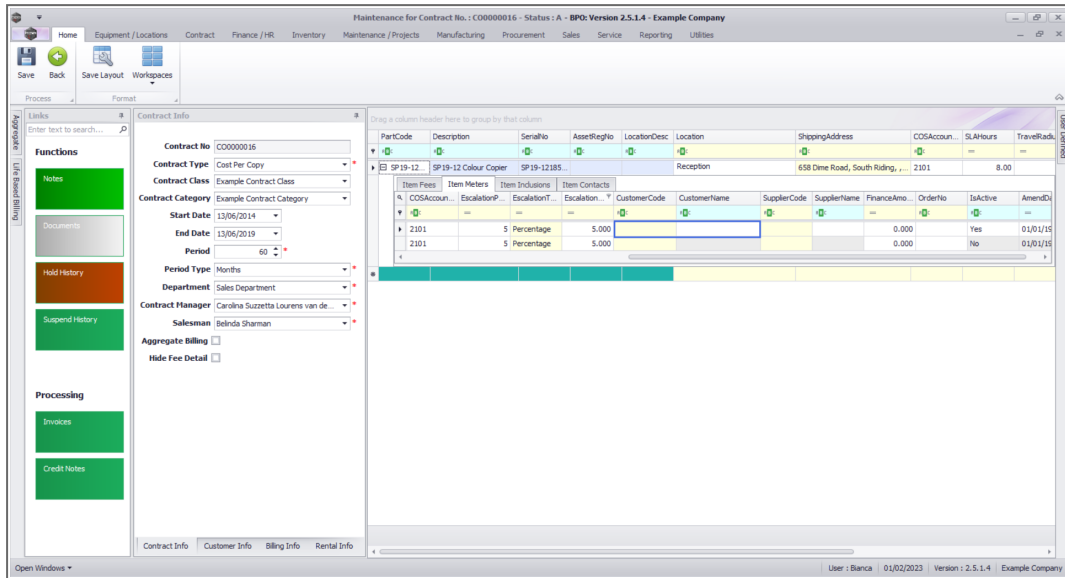 Maintenance for Contract No. : CO0000016 - Status : A - BPO: Version 2.5.1.4 - Example Company
Home Equipment / Locations Contract Finance / HR Inventory Maintenance / Projects Manufacturing Procurement Sales Service Reporting Utilities
Save Back Save Layout Workspaces
Process Format
Aggregate
Life Based Billing
Links
Enter text to search...
Functions
Notes
Documents
Hold History
Suspend History
Processing
Invoices
Credit Notes
Contract Info
Contract No CO0000016
Contract Type Cost Per Copy *
Contract Class Example Contract Class
Contract Category Example Contract Category
Start Date 13/06/2014
End Date 13/06/2019
Period 60 *
Period Type Months *
Department Sales Department *
Contract Manager Carolina Suzzetta Lourens van de... *
Salesman Belinda Sharman *
Aggregate Billing
Hide Fee Detail
Contract Info Customer Info Billing Info Rental Info
Drag a column header here to group by that column
PartCode Description SerialNo AssetRegNo LocationDesc Location ShippingAddress COSAccoun... SLAHours TravelRadiu
SP19-12... SP19-12 Colour Copier SP19-12185... Reception 658 Dime Road, South Riding, ,... 2101 8.00
Item Fees Item Meters Item Inclusions Item Contacts
COSAccoun... EscalationP... EscalationT... Escalation... CustomerCode CustomerName SupplierCode SupplierName FinanceAmo... OrderNo IsActive AmendDa
2101 5 Percentage 5.000 0.000 Yes 01/01/19
2101 5 Percentage 5.000 0.000 No 01/01/19
User Defined
Open Windows
User : Bianca 01/02/2023 Version : 2.5.1.4 Example Company